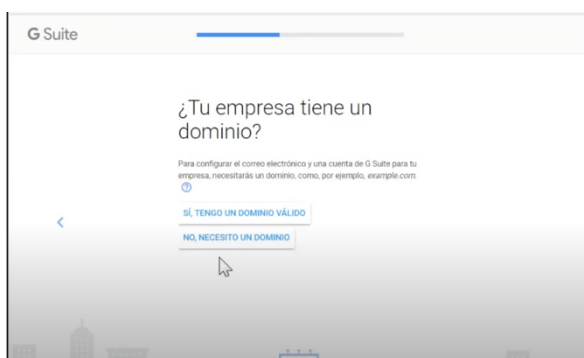 G Suite
¿Tu empresa tiene un
dominio?
Para configurar el correo electrónico y una cuenta de G Suite para tu
empresa, necesitarás un dominio, como, por ejemplo, example.com.
SÍ, TENGO UN DOMINIO VÁLIDO
NO, NECESITO UN DOMINIO